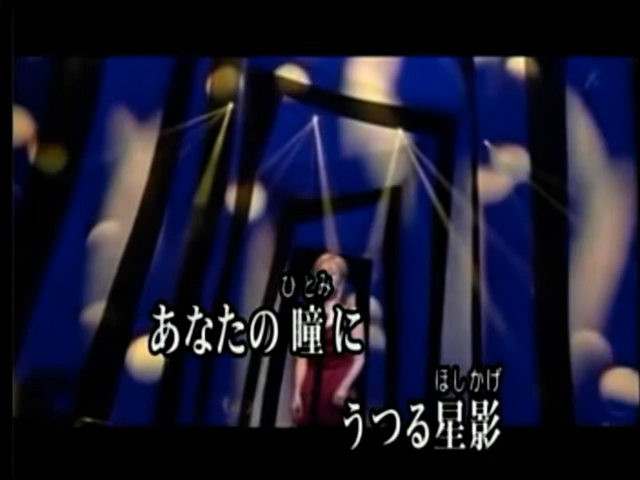 ひとみ
あなたの瞳に
ほしかげ
うつる星影